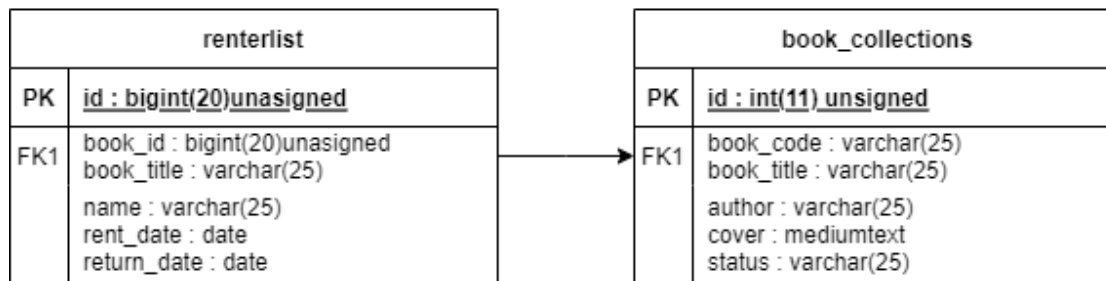 renterlist
PK id : bigint(20)unasigned
FK1 book_id : bigint(20)unasigned
book_title : varchar(25)
name : varchar(25)
rent_date : date
return_date : date
book_collections
PK id : int(11) unsigned
FK1 book_code : varchar(25)
book_title : varchar(25)
author : varchar(25)
cover : mediumtext
status : varchar(25)